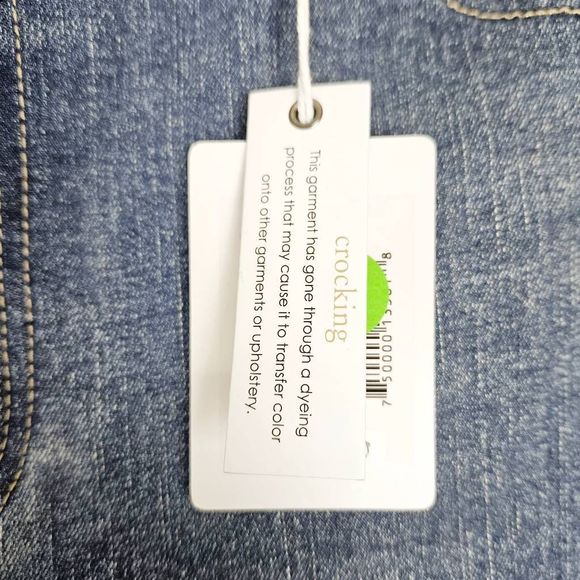 crocking
This garment has gone through a dyeing
process that may cause it to transfer color
onto other garments or upholstery.